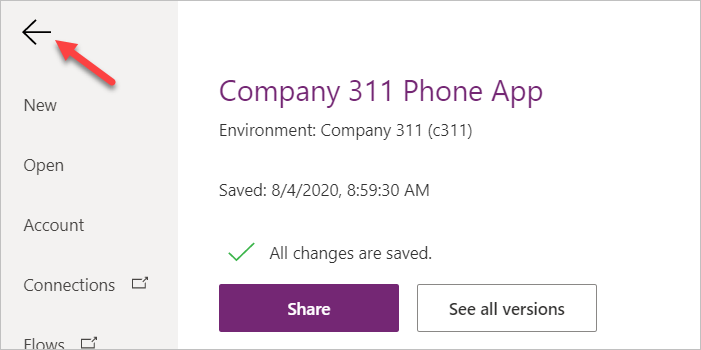 New
Open
Account
Connections
Flows
Company 311 Phone App
Environment: Company 311 (c311)
Saved: 8/4/2020, 8:59:30 AM
All changes are saved.
Share
See all versions